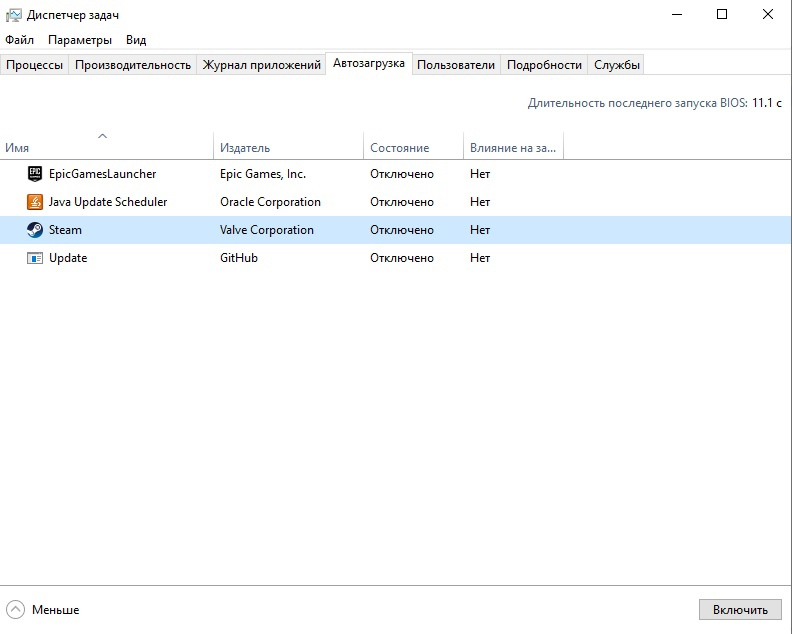 Диспетчер задач
Файл Параметры Вид
Процессы Производительность Журнал приложений Автозагрузка Пользователи Подробности Службы
Длительность последнего запуска BIOS: 11.1 с
Имя Издатель Состояние Влияние на за...
EPIC GAMES EpicGamesLauncher Epic Games, Inc. Отключено Нет
Java Update Scheduler Oracle Corporation Отключено Нет
Steam Valve Corporation Отключено Нет
Update GitHub Отключено Нет
Меньше Включить